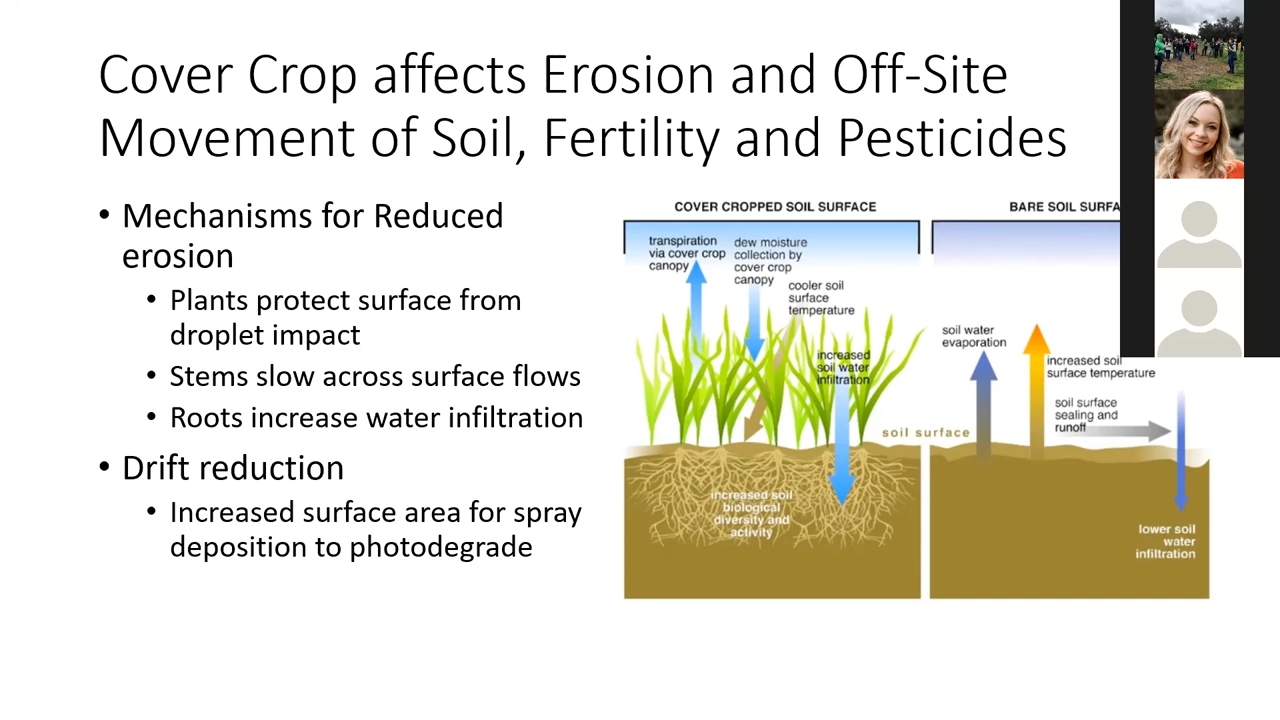 Cover Crop affects Erosion and Off-Site
Movement of Soil, Fertility and Pesticides
• Mechanisms for Reduced
erosion
• Plants protect surface from
droplet impact
• Stems slow across surface flows
• Roots increase water infiltration
• Drift reduction
• Increased surface area for spray
deposition to photodegrade
COVER CROPPED SOIL SURFACE
transpiration
via cover crop
canopy
dew moisture
collection by
cover crop
canopy
cooler soil
surface
temperature
increased
soil water
infiltration
increased soil
biological
diversity and
activity
soil surface
BARE SOIL
soil water
evaporation
increased soil
surface temperature
soil surface
sealing and
runoff
lower soil
water
infiltration